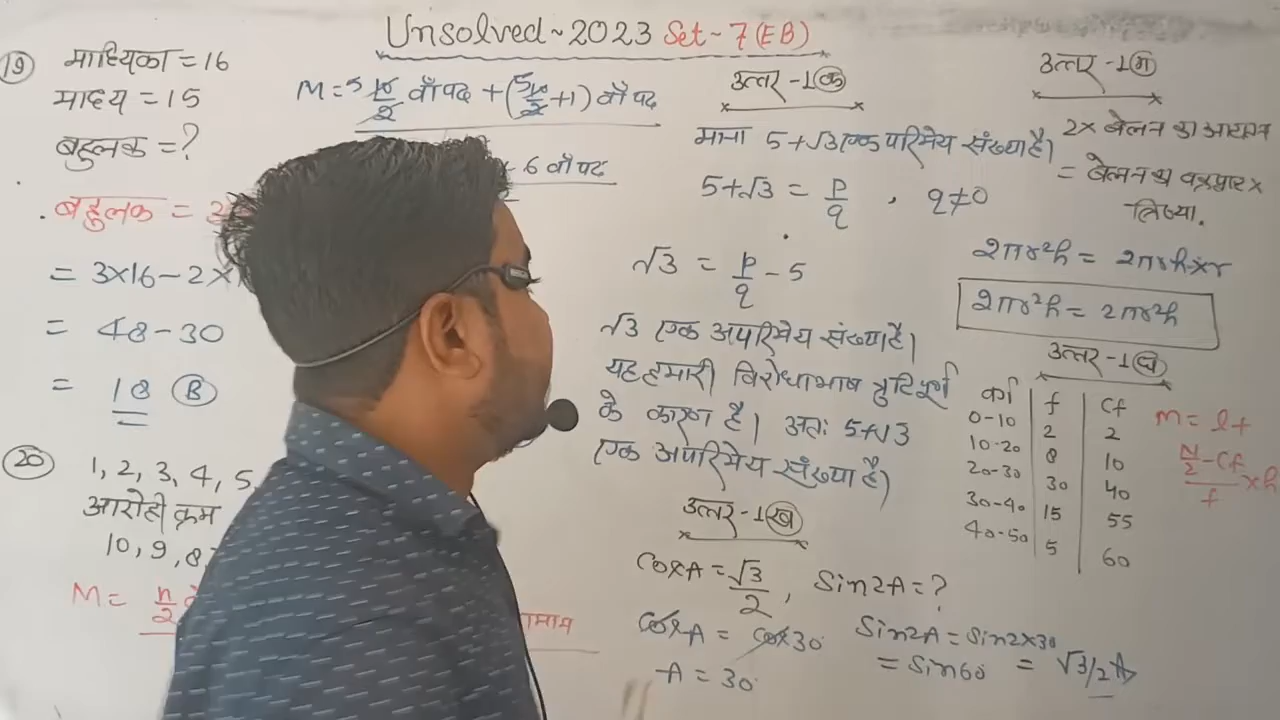 Unsolved~2023 Set-7(EB)
19 माध्यिका = 16
माध्य = 15
बहुलक = ?
बहुलक = 3
= 3×16-2×
= 48-30
= 18 B
20 1, 2, 3, 4, 5
आरोही क्रम
10, 9, 8,
M = n/2
M = 5 10/2 वाँ पद + (5 10/2 +1) वाँ पद
6 वाँ पद
उत्तर-1 क
माना 5+√3 एक परिमेय संख्या है।
5+√3 = p/q , q≠0
√3 = p/q - 5
√3 एक अपरिमेय संख्या है।
यह हमारी विरोधाभाष त्रुटिपूर्ण
के कारण है। अतः 5+√3
एक अपरिमेय संख्या है)
उत्तर-1 ख
CosA = √3/2, Sin2A = ?
CosA = Cos30
A = 30
Sin2A = Sin2×30
= Sin60 = √3/2 A
उत्तर-1 ग
2× बेलन का आयतन
= बेलन का वक्रपृष्ठ ×
त्रिज्या.
2πr²h = 2πrh×r
2πr²h = 2πr²h
उत्तर-1 घ
वर्ग f Cf
0-10 2 2
10-20 8 10
20-30 30 40
30-40 15 55
40-50 5 60
M = l+
N/2 - Cf / f × h